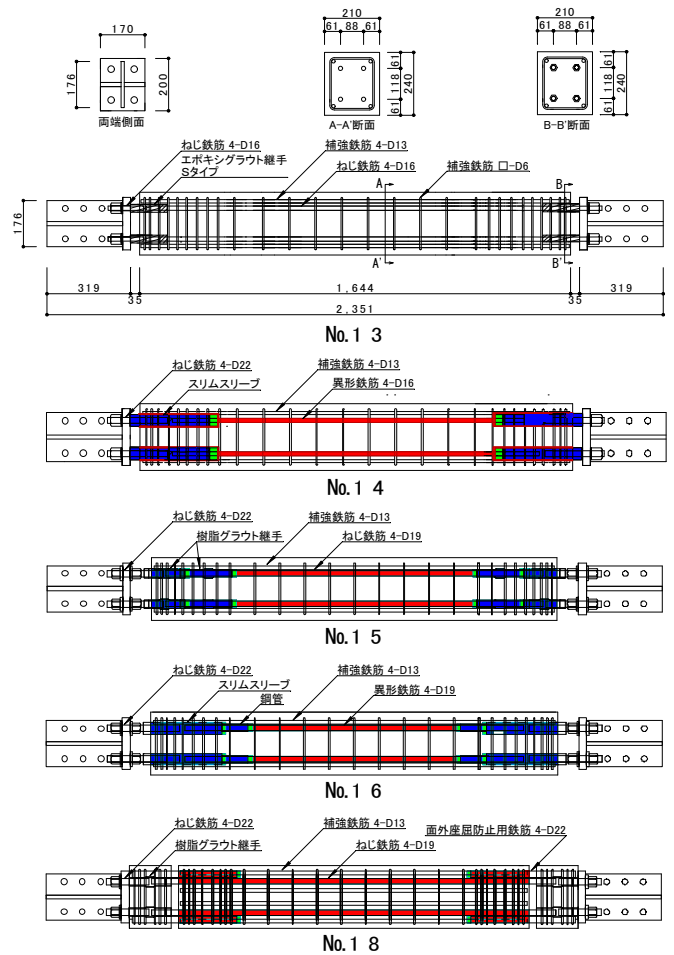 170
176
200
両端側面
210
61 88 61
61
118
61
240
A-A'断面
210
61 88 61
61
118
61
240
B-B'断面
ねじ鉄筋 4-D16
エポキシグラウト継手
Sタイプ
補強鉄筋 4-D13
ねじ鉄筋 4-D16
補強鉄筋 □-D6
A
A'
B
B'
176
319
35
1,644
35
319
2,351
No.13
ねじ鉄筋 4-D22
スリムスリーブ
補強鉄筋 4-D13
異形鉄筋 4-D16
No.14
ねじ鉄筋 4-D22
樹脂グラウト継手
補強鉄筋 4-D13
ねじ鉄筋 4-D19
No.15
ねじ鉄筋 4-D22
スリムスリーブ
鋼管
補強鉄筋 4-D13
異形鉄筋 4-D19
No.16
ねじ鉄筋 4-D22
樹脂グラウト継手
補強鉄筋 4-D13
ねじ鉄筋 4-D19
面外座屈防止用鉄筋 4-D22
No.18